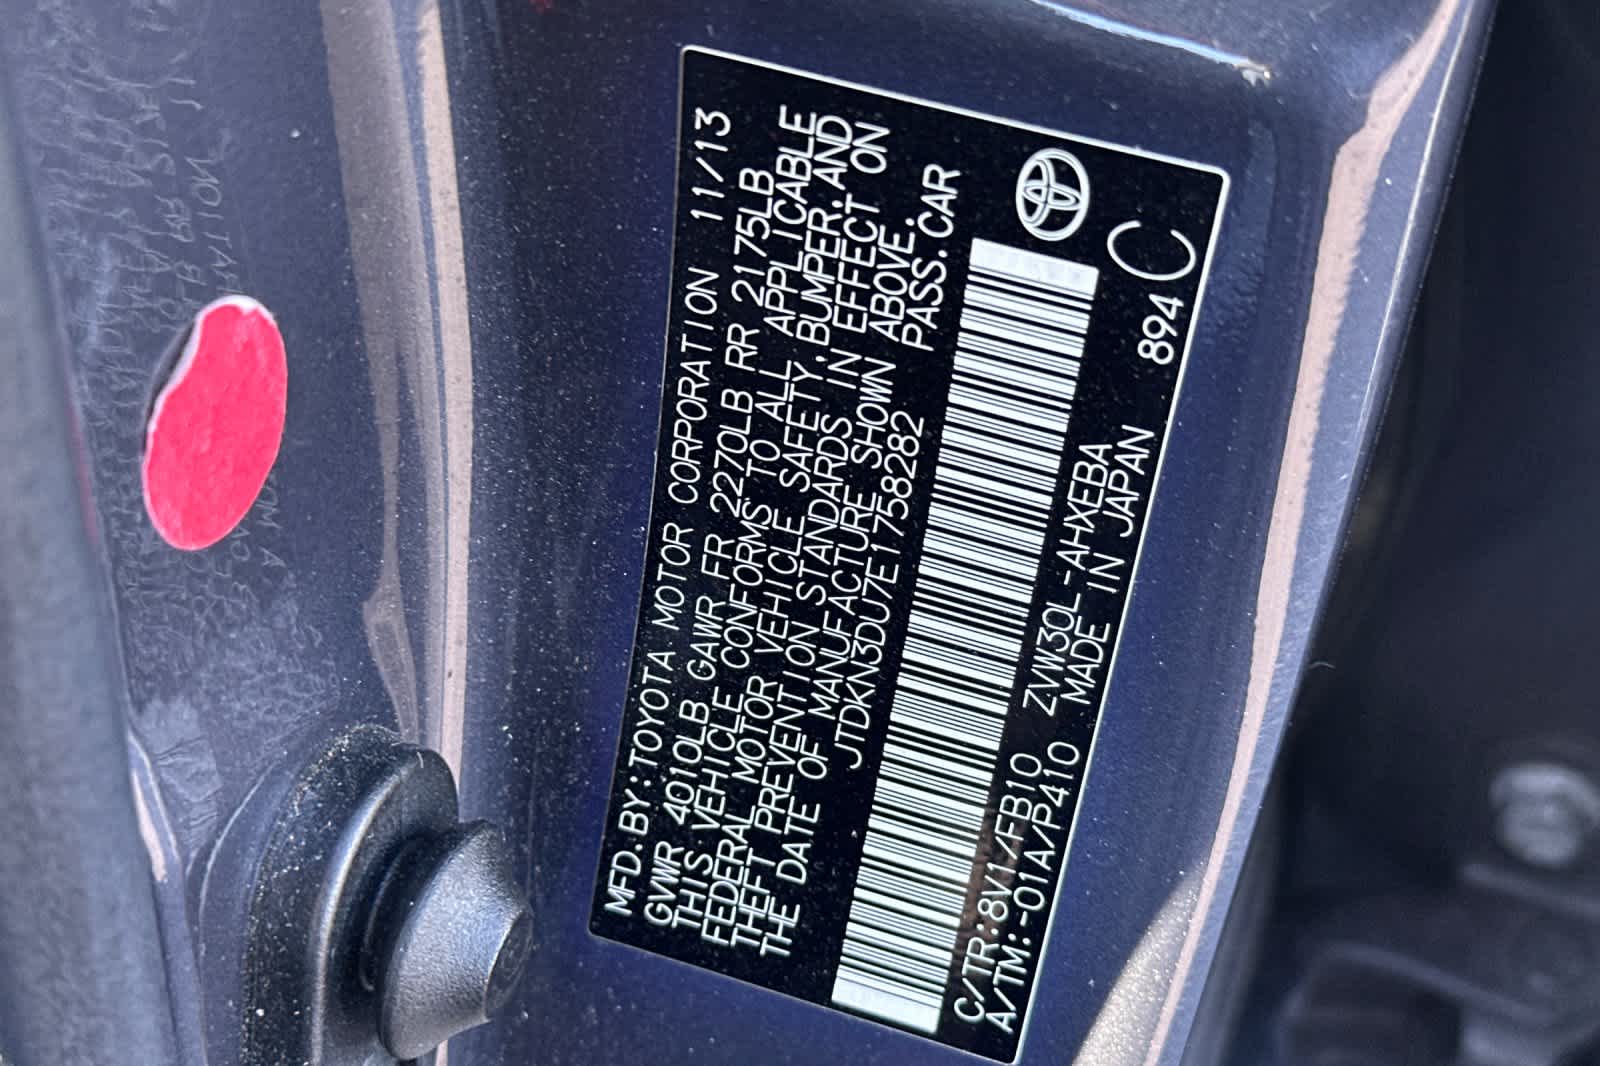 MFD.BY:TOYOTA MOTOR CORPORATION 11/13
GVWR 4010LB GAWR FR 2270LB RR 2175LB
THIS VEHICLE CONFORMS TO ALL APPLICABLE
FEDERAL MOTOR VEHICLE SAFETY,BUMPER,AND
THEFT PREVENTION STANDARDS IN EFFECT ON
THE DATE OF MANUFACTURE SHOWN ABOVE.
JTDKN3DU7E1758282 PASS.CAR
C/TR:8V1/FB10 ZVW30L-AHXEBA 894 C
A/TM:-01A/P410 MADE IN JAPAN